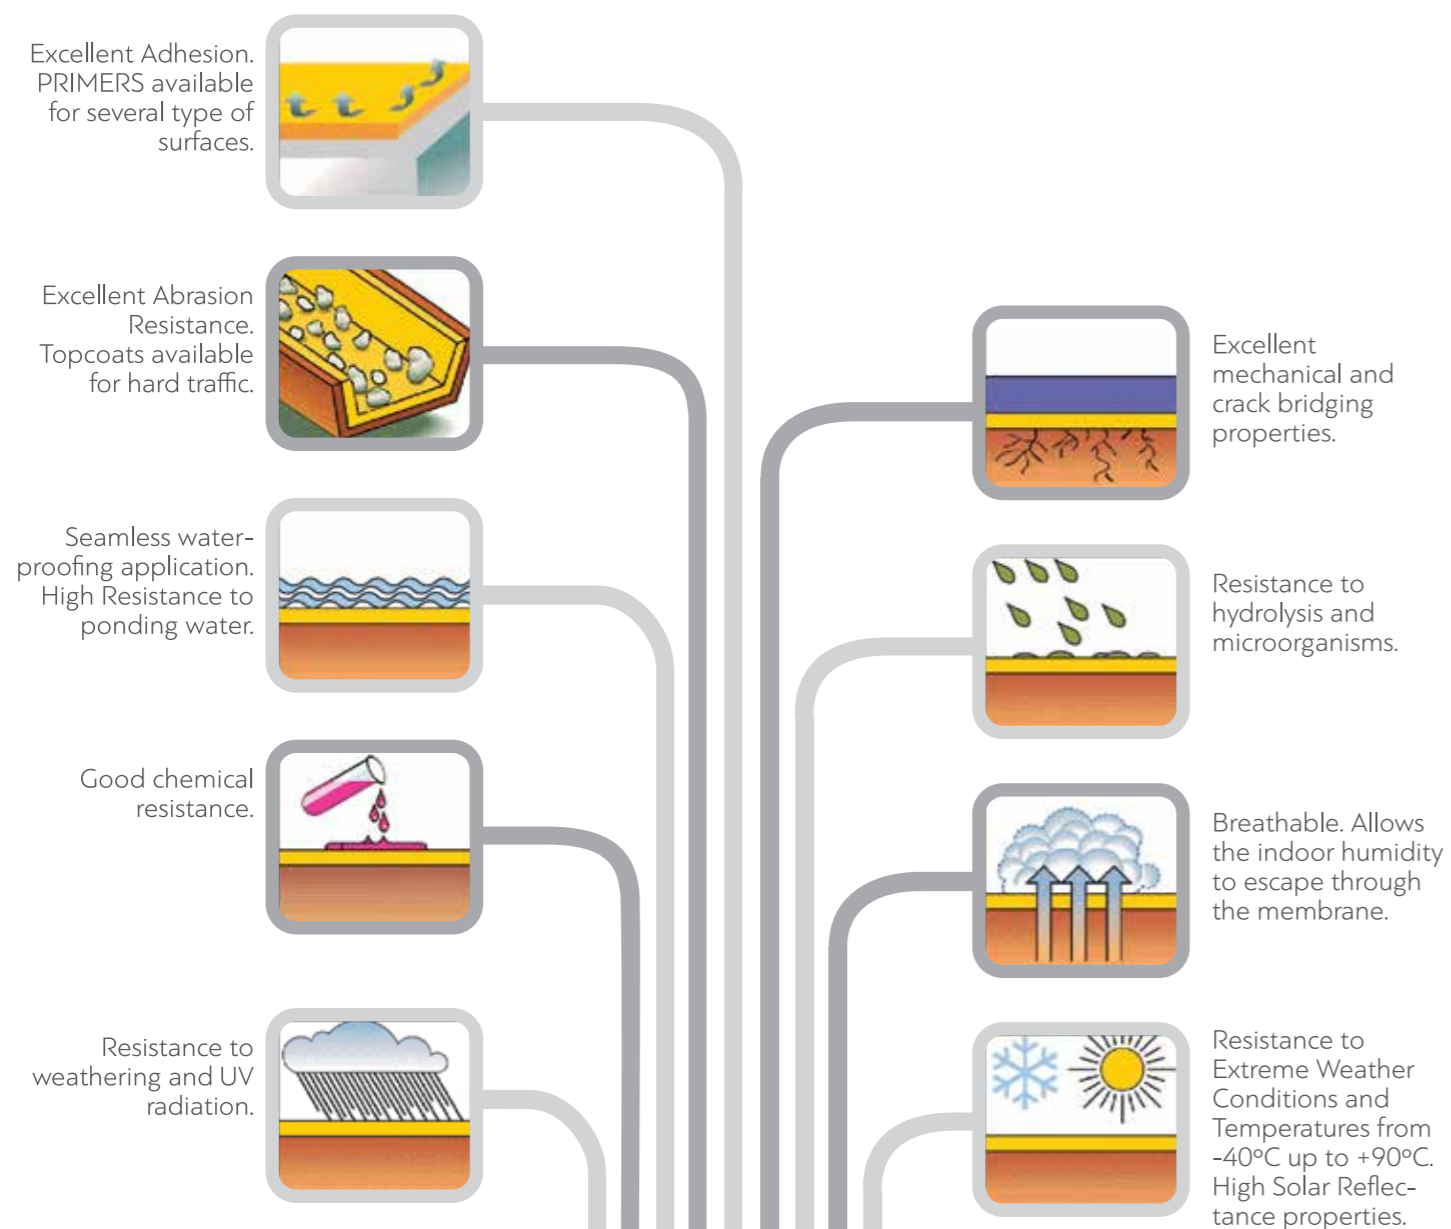 Excellent Adhesion.
PRIMERS available
for several type of
surfaces.
Excellent Abrasion
Resistance.
Topcoats available
for hard traffic.
Seamless water-
proofing application.
High Resistance to
ponding water.
Good chemical
resistance.
Resistance to
weathering and UV
radiation.
Excellent
mechanical and
crack bridging
properties.
Resistance to
hydrolysis and
microorganisms.
Breathable. Allows
the indoor humidity
to escape through
the membrane.
Resistance to
Extreme Weather
Conditions and
Temperatures from
-40ºC up to +90ºC.
High Solar Reflec-
tance properties.